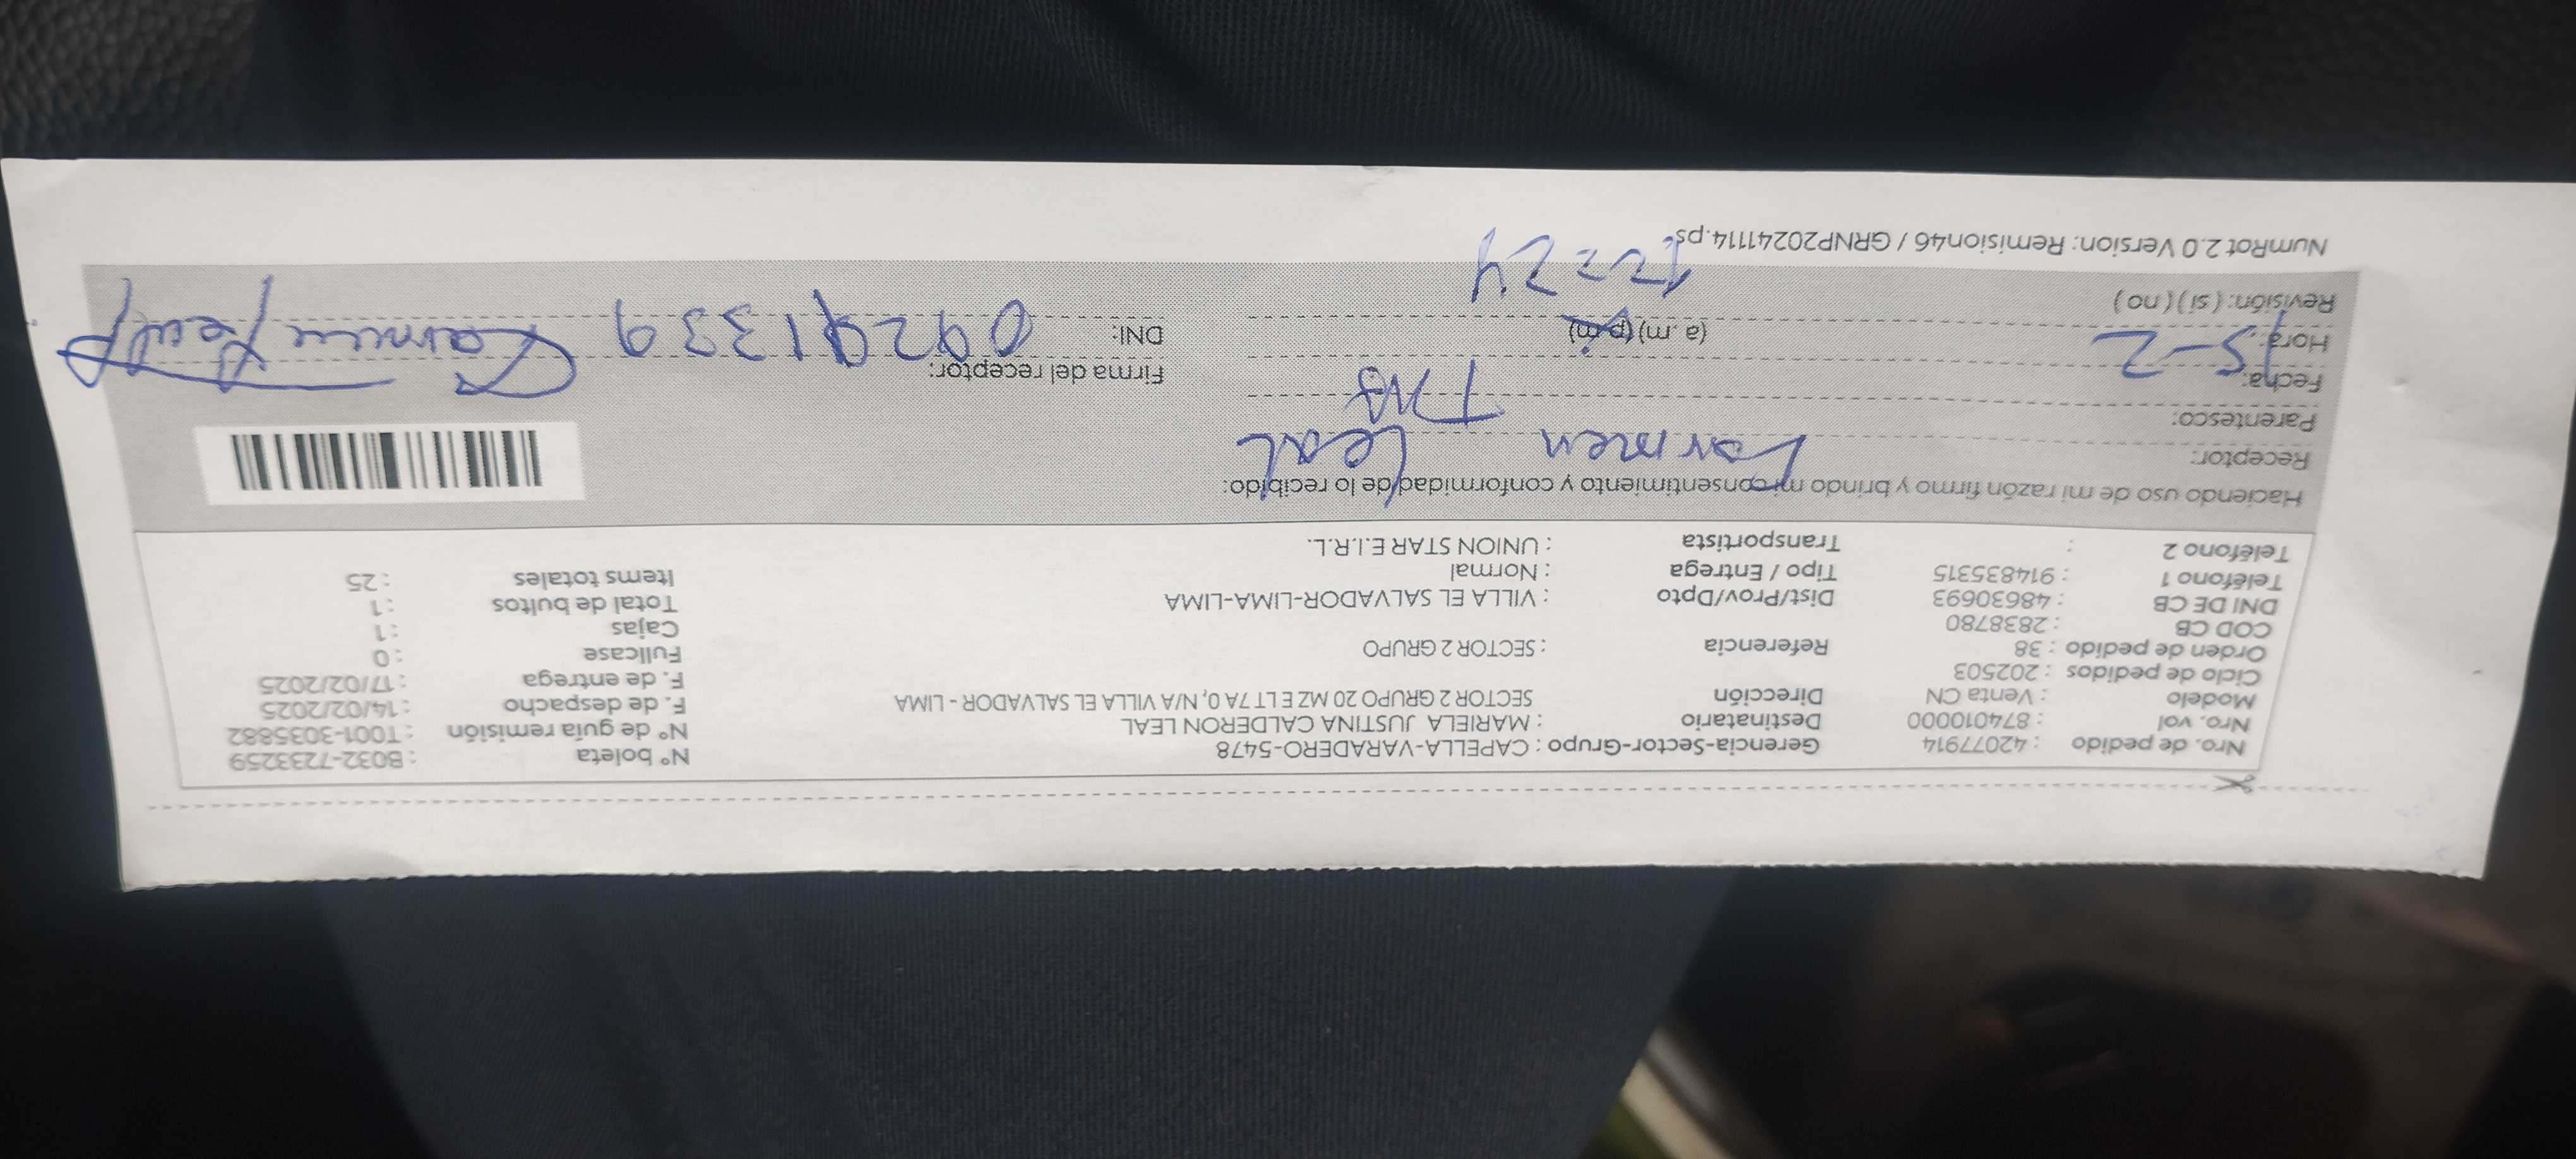 Nro. de pedido : 42077914 Gerencia-Sector-Grupo : CAPELLA-VARADERO-5478 N° boleta : B032-7233259
Nro. vol : 8740100000 Destinatario : MARIELA JUSTINA CALDERON LEAL N° de guía remisión : T001-3035882
Modelo : Venta CN Dirección SECTOR 2 GRUPO 20 MZ E LT 7A 0, N/A VILLA EL SALVADOR - LIMA F. de despacho : 14/02/2025
Ciclo de pedidos : 202503 F. de entrega : 17/02/2025
Orden de pedido : 38 Referencia : SECTOR 2 GRUPO Fullcase : 0
COD CB : 2838780 Cajas : 1
DNI DE CB : 48630693 Dist/Prov/Dpto : VILLA EL SALVADOR-LIMA-LIMA Total de bultos : 1
Teléfono 1 : 914835315 Tipo / Entrega : Normal Items totales : 25
Teléfono 2 : Transportista : UNION STAR E.I.R.L.
Haciendo uso de mi razón firmo y brindo mi consentimiento y conformidad de lo recibido:
Receptor: Carmen Leal
Parentesco:
Fecha: 15-2 Firma del receptor:
Hora: (a. m) (p.m) DNI: 09291339
Revisión: ( si ) ( no ) 12:24
NumRot 2.0 Version: Remision46 / GRNP20241114.ps